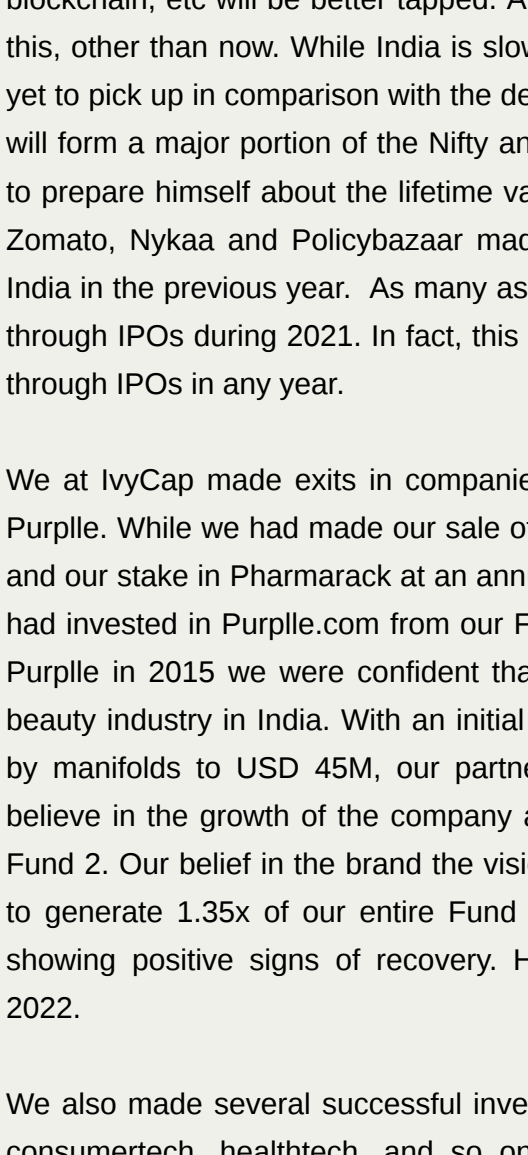 blockchain, etc will be better tapped. A
this, other than now. While India is slow
yet to pick up in comparison with the de
will form a major portion of the Nifty an
to prepare himself about the lifetime va
Zomato, Nykaa and Policybazaar mad
India in the previous year.  As many as
through IPOs during 2021. In fact, this
through IPOs in any year.
We at IvyCap made exits in companie
Purplle. While we had made our sale of
and our stake in Pharmarack at an ann
had invested in Purplle.com from our F
Purplle in 2015 we were confident tha
beauty industry in India. With an initial
by manifolds to USD 45M, our partne
believe in the growth of the company a
Fund 2. Our belief in the brand the visi
to generate 1.35x of our entire Fund
showing positive signs of recovery. H
2022.
We also made several successful inve
consumertech, healthtech, and so on